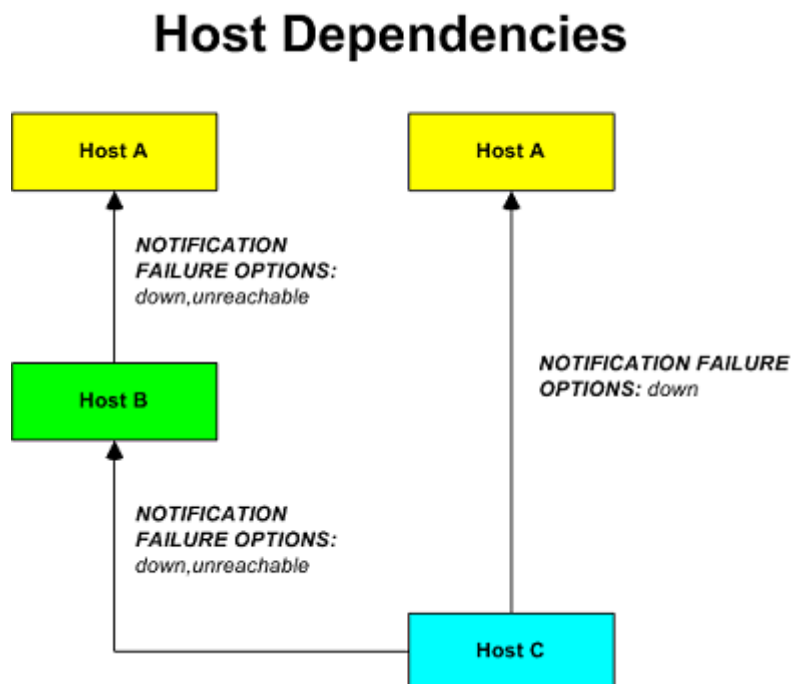 Host Dependencies
Host A
Host A
NOTIFICATION
FAILURE OPTIONS:
down,unreachable
NOTIFICATION FAILURE
OPTIONS: down
Host B
NOTIFICATION
FAILURE OPTIONS:
down,unreachable
Host C